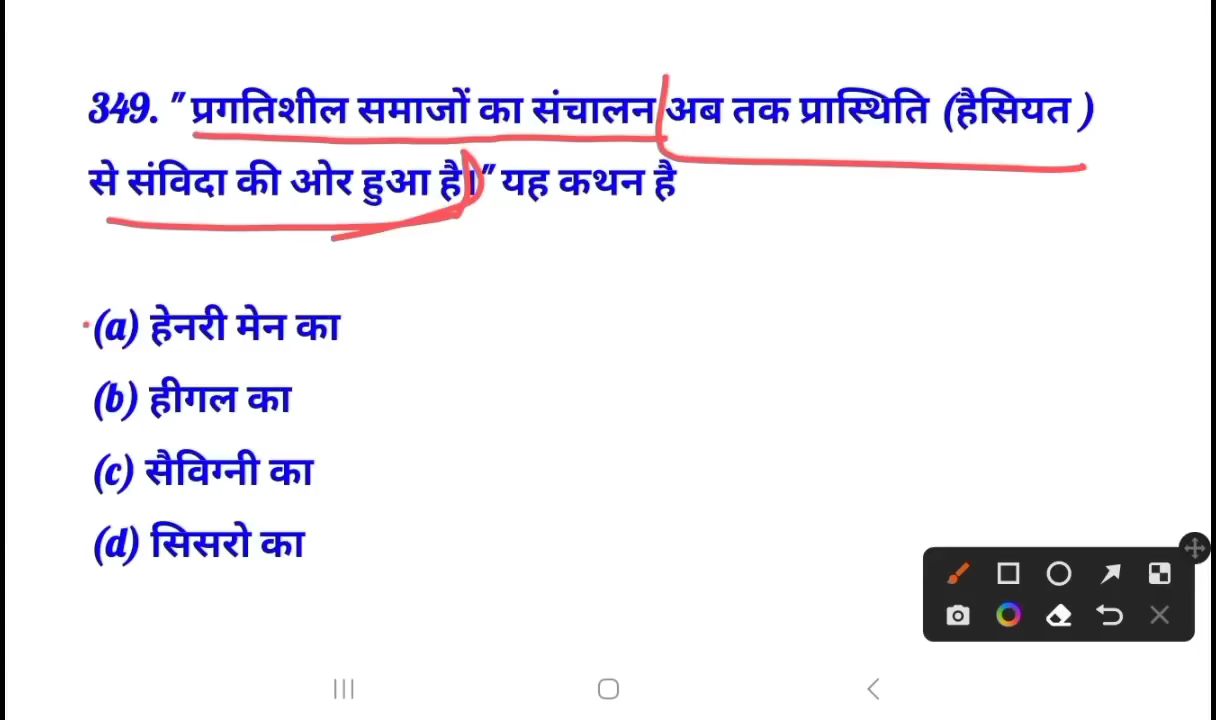 349. " प्रगतिशील समाजों का संचालन अब तक प्रास्थिति (हैसियत )
से संविदा की ओर हुआ है।" यह कथन है
(a) हेनरी मेन का
(b) हीगल का
(c) सैविग्नी का
(d) सिसरो का